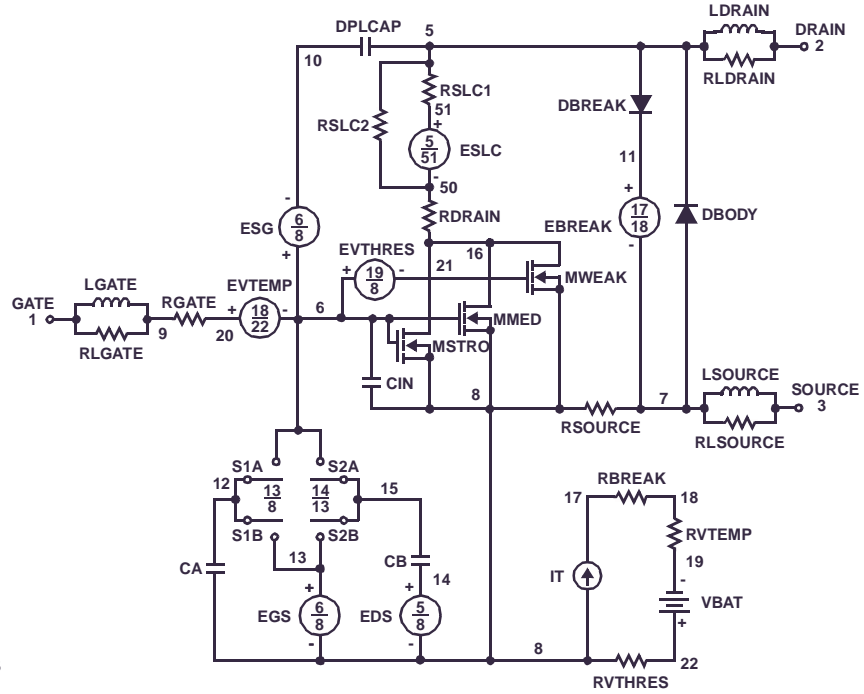 LDRAIN
DPLCAP
5
DRAIN
2
10
RLDRAIN
RSLC1
51
DBREAK
RSLC2
+
5
51
ESLC
-
50
11
-
+
6
8
ESG
+
RDRAIN
17
18
EBREAK
-
DBODY
EVTHRES
16
+
19
8
-
21
MWEAK
LGATE
EVTEMP
GATE
1
RGATE
+
18
22
-
6
9
20
MMED
RLGATE
MSTRO
CIN
8
7
LSOURCE
SOURCE
3
RSOURCE
RLSOURCE
S1A
S2A
12
13
8
14
13
15
RBREAK
17
18
S1B
S2B
RVTEMP
13
CB
19
CA
14
IT
-
VBAT
+
+
+
EGS
6
8
EDS
5
8
-
-
8
22
RVTHRES